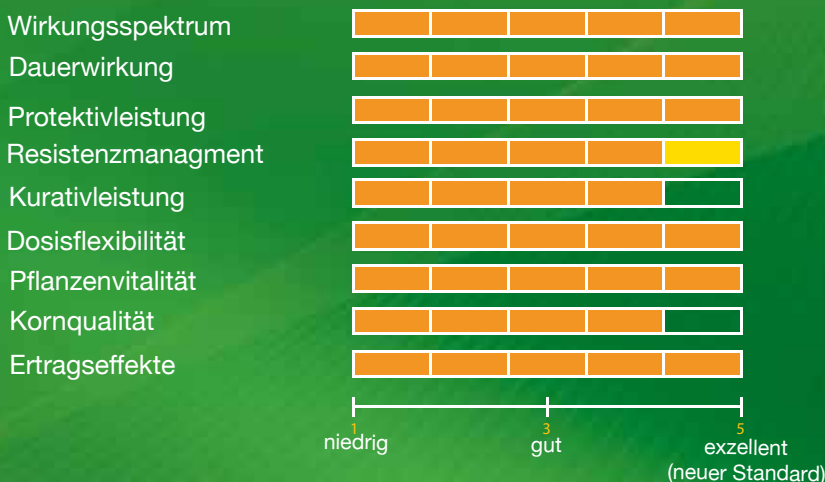 Wirkungsspektrum
Dauerwirkung
Protektivleistung
Resistenzmanagment
Kurativleistung
Dosisflexibilität
Pflanzenvitalität
Kornqualität
Ertragseffekte
1 3 5
niedrig gut exzellent
(neuer Standard)